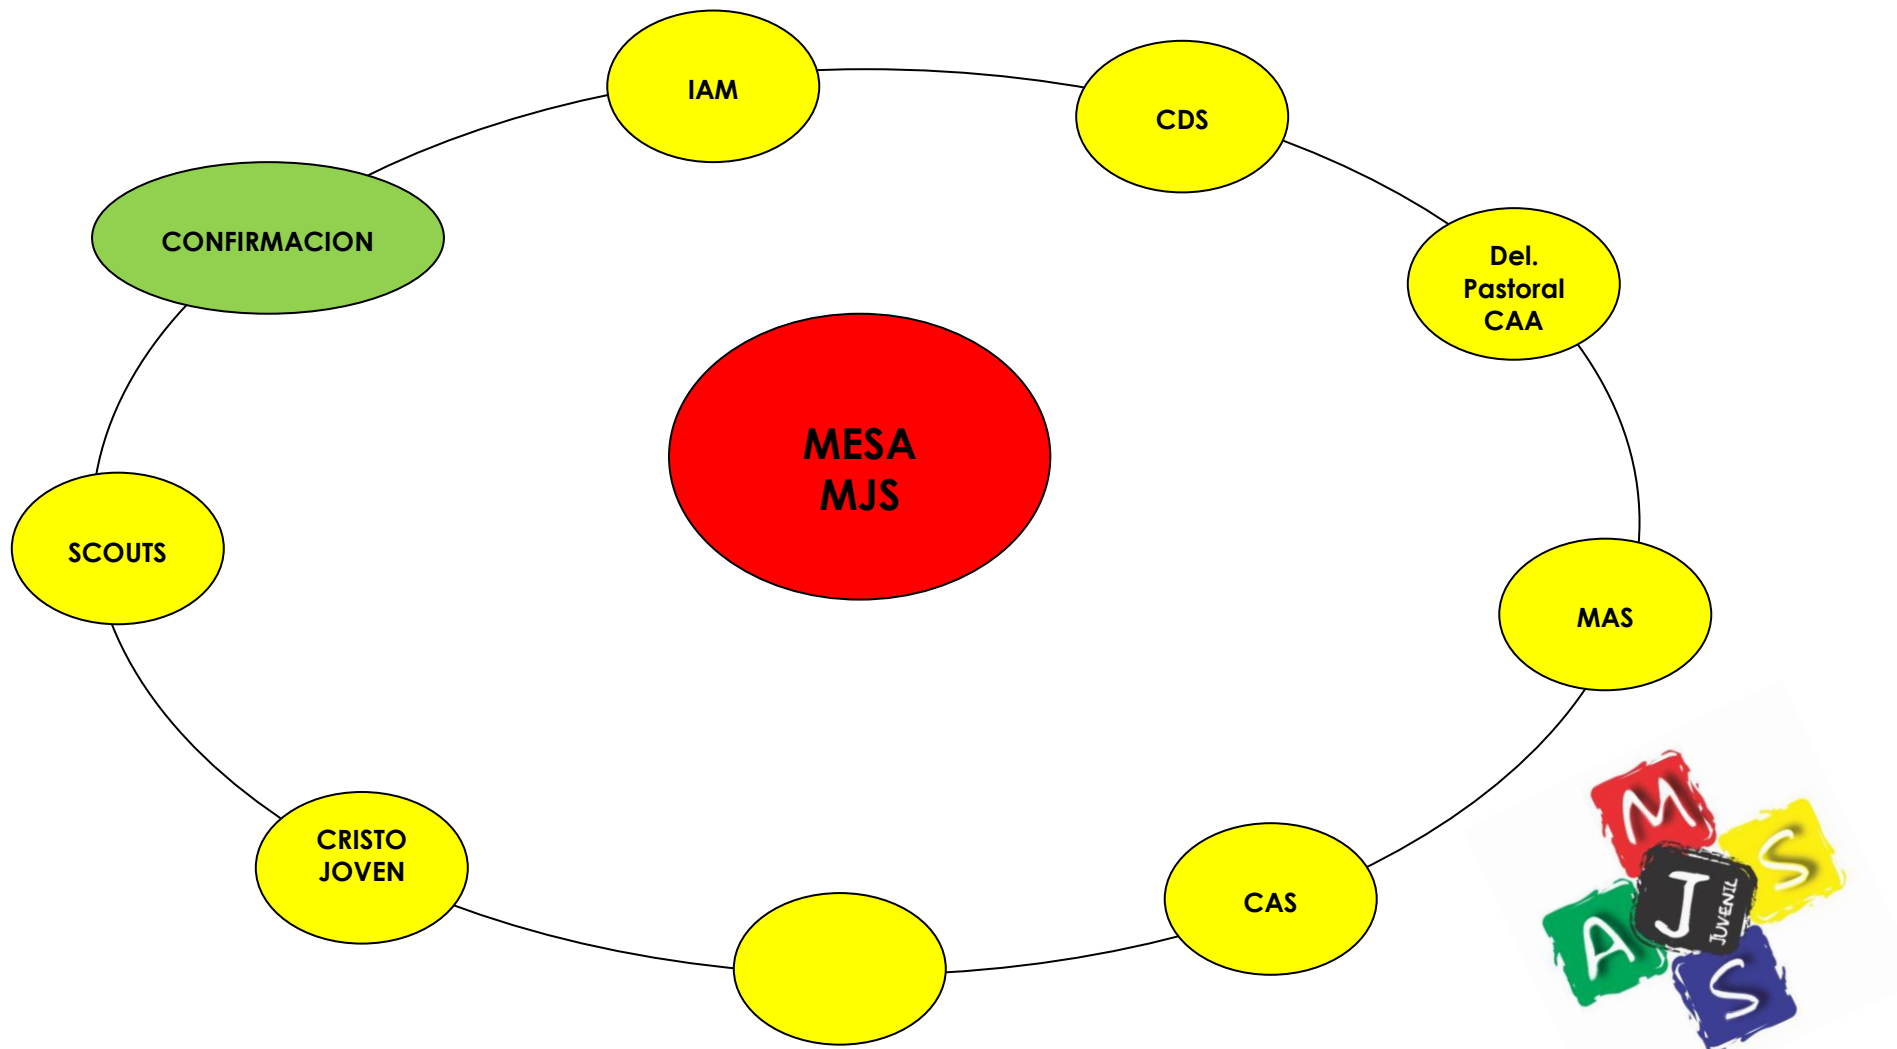 IAM
CDS
CONFIRMACION
Del.
Pastoral
CAA
MESA
MJS
SCOUTS
MAS
CRISTO
JOVEN
CAS
M
S
J
JUVENIL
A
S